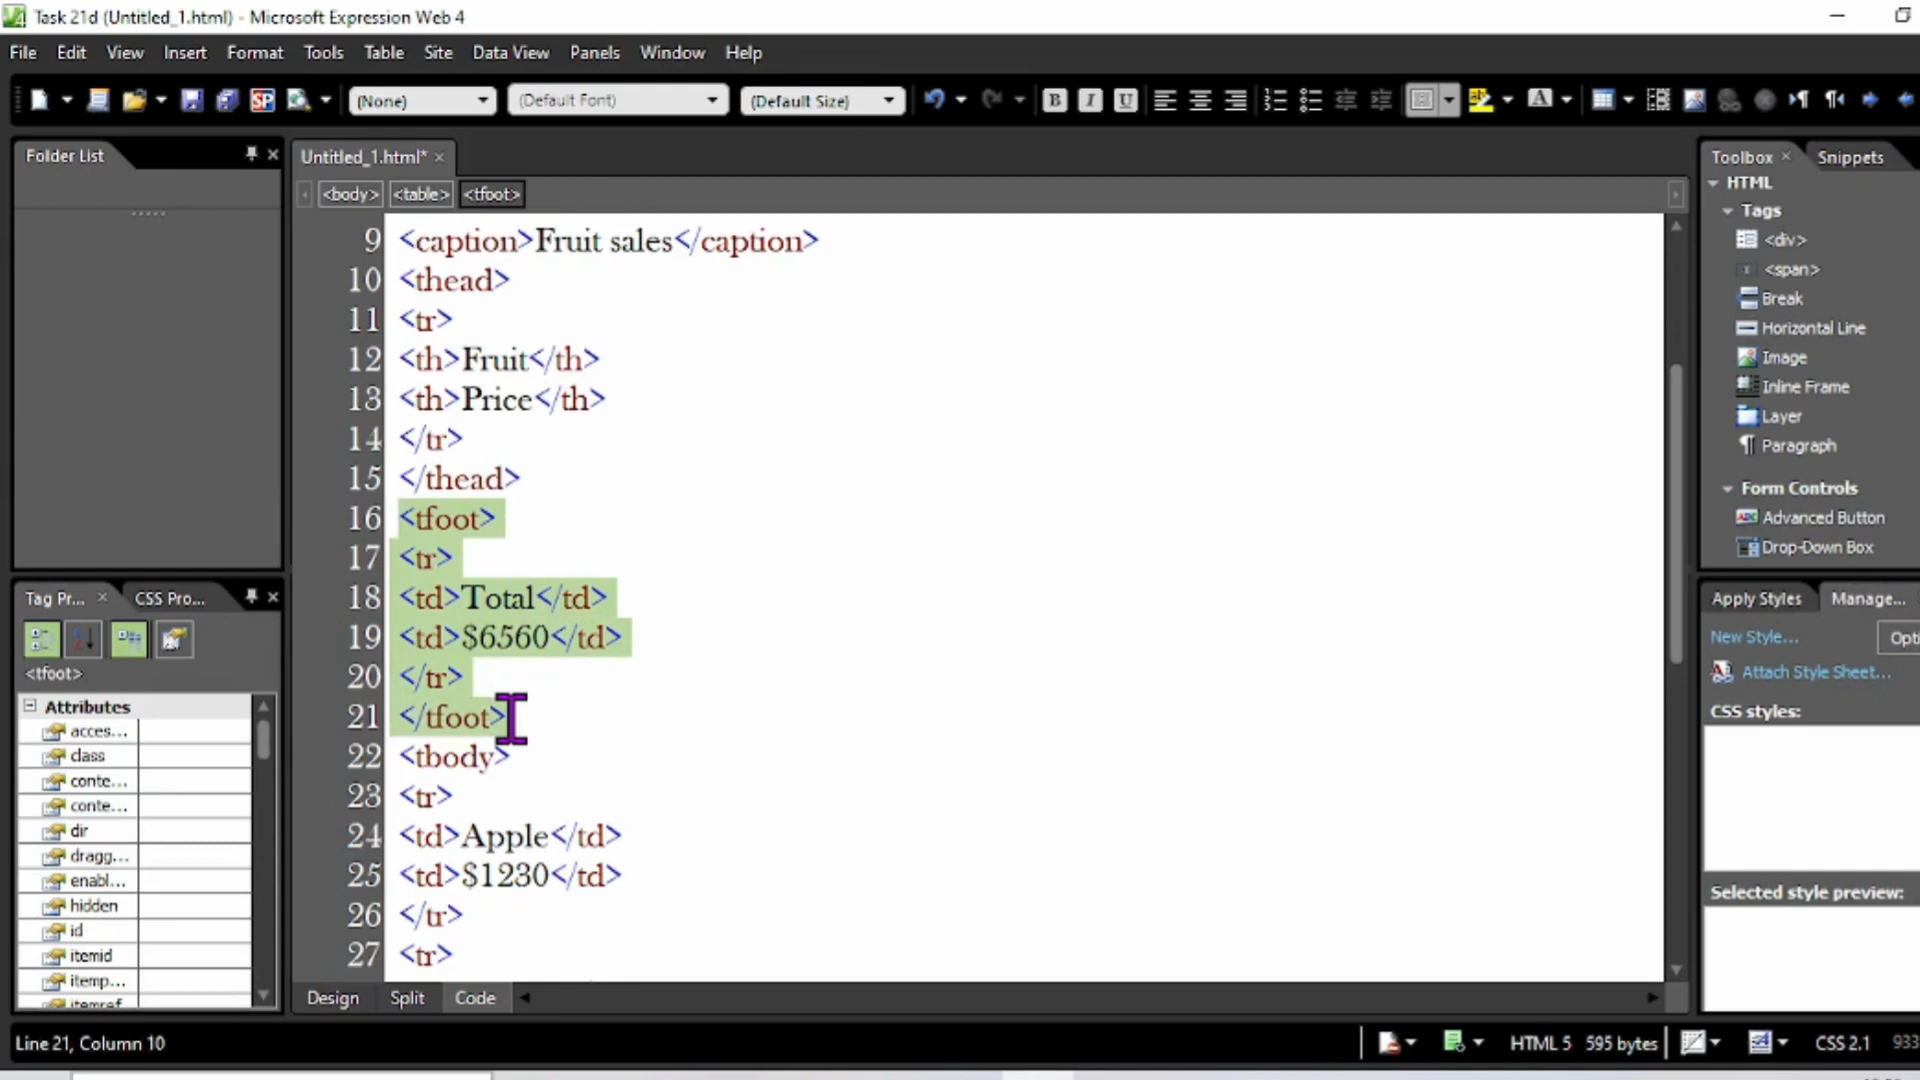 Task 21d (Untitled_1.html) - Microsoft Expression Web 4
File Edit View Insert Format Tools Table Site Data View Panels Window Help
(None) (Default Font) (Default Size) B I U A
Folder List
Untitled_1.html*
<body> <table> <tfoot>
9 <caption>Fruit sales</caption>
10 <thead>
11 <tr>
12 <th>Fruit</th>
13 <th>Price</th>
14 </tr>
15 </thead>
16 <tfoot>
17 <tr>
18 <td>Total</td>
19 <td>$6560</td>
20 </tr>
21 </tfoot>
22 <tbody>
23 <tr>
24 <td>Apple</td>
25 <td>$1230</td>
26 </tr>
27 <tr>
Design Split Code
Tag Pr... CSS Pro...
<tfoot>
Attributes
acces...
class
conte...
conte...
dir
dragg...
enabl...
hidden
id
itemid
itemp...
itemref
Toolbox Snippets
HTML
Tags
<div>
<span>
Break
Horizontal Line
Image
Inline Frame
Layer
Paragraph
Form Controls
Advanced Button
Drop-Down Box
Apply Styles Manage...
New Style... Opti
Attach Style Sheet...
CSS styles:
Selected style preview:
Line 21, Column 10
HTML 5 595 bytes CSS 2.1 933